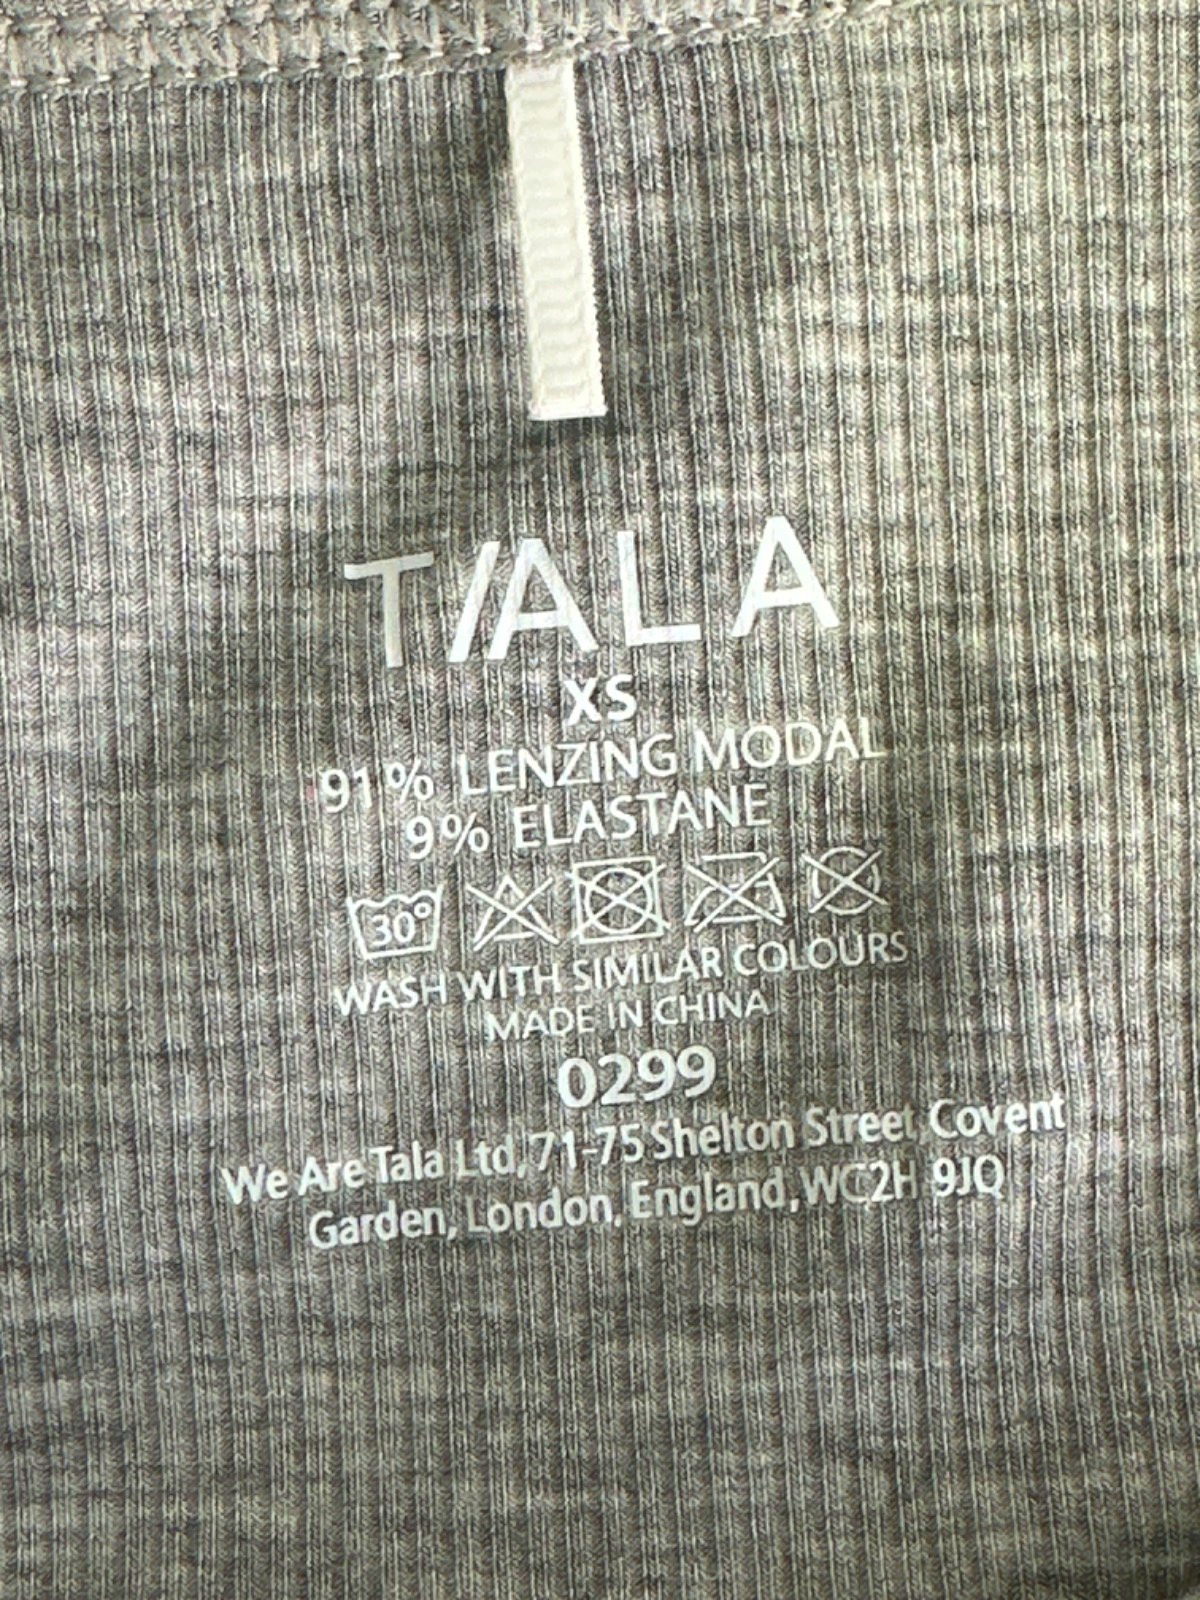 TALA
XS
91% LENZING MODAL
9% ELASTANE
30°
WASH WITH SIMILAR COLOURS
MADE IN CHINA
0299
We Are Tala Ltd, 71-75 Shelton Street, Covent
Garden, London, England, WC2H 9JQ